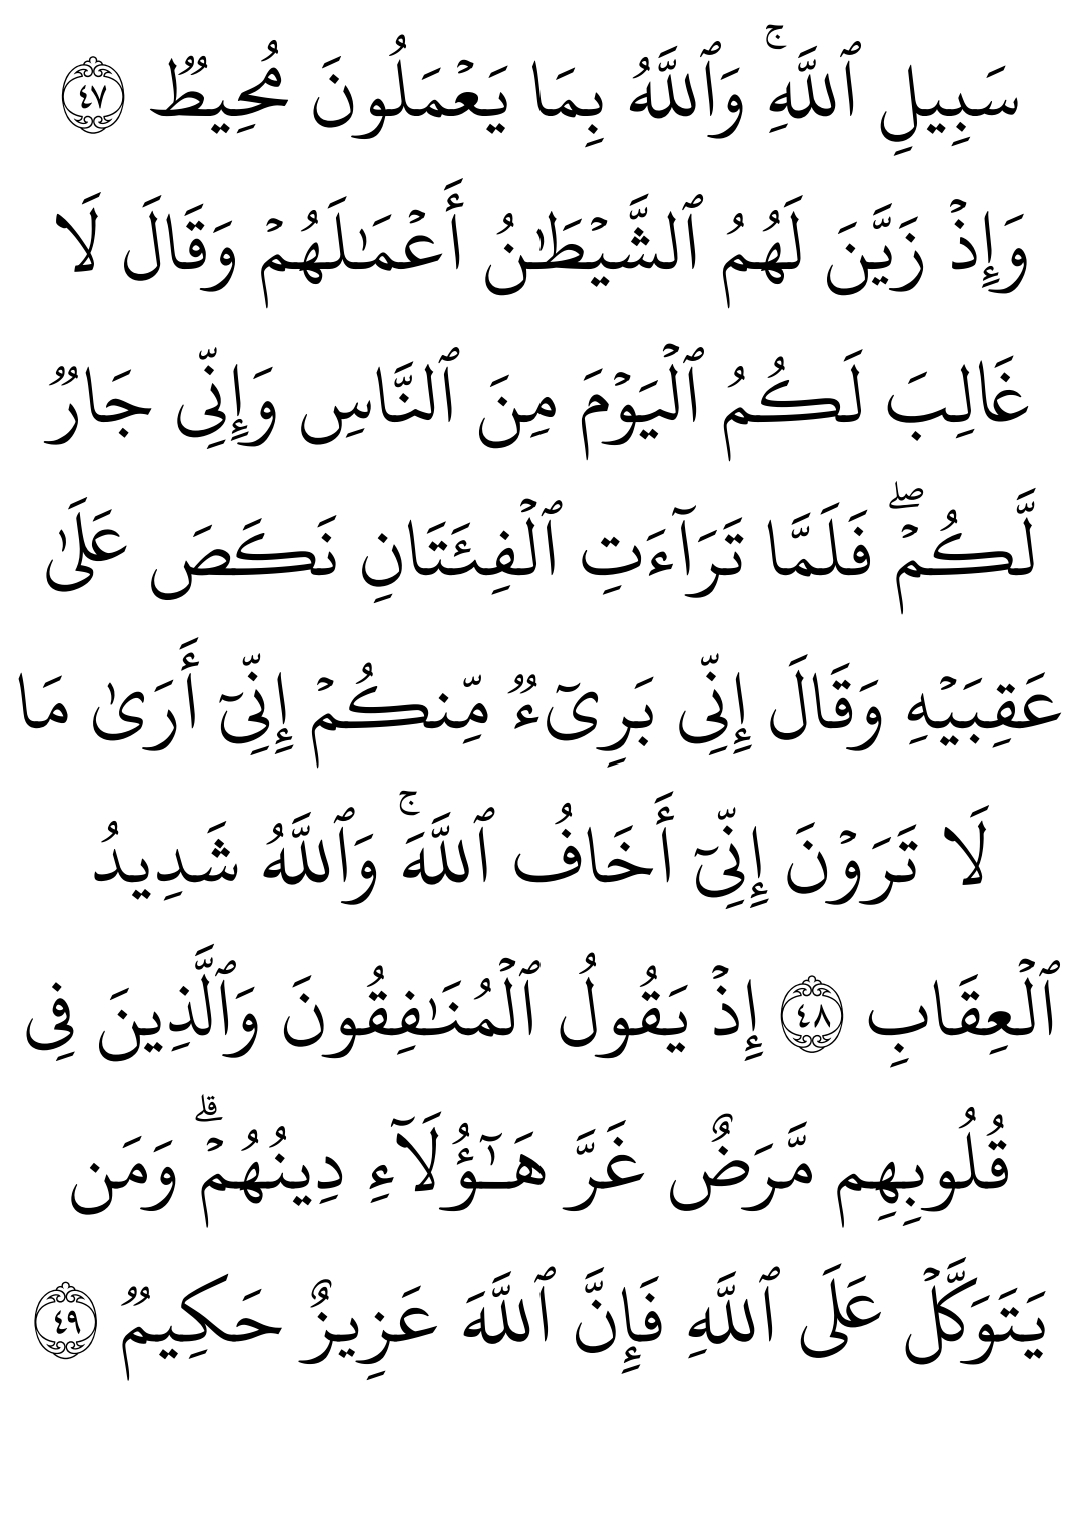 سَبِيلِ ٱللَّهِۚ وَٱللَّهُ بِمَا يَعۡمَلُونَ مُحِيطٌ ٤٧
وَإِذۡ زَيَّنَ لَهُمُ ٱلشَّيۡطَـٰنُ أَعۡمَـٰلَهُمۡ وَقَالَ لَا
غَالِبَ لَكُمُ ٱلۡيَوۡمَ مِنَ ٱلنَّاسِ وَإِنِّى جَارٌ
لَّكُمۡۖ فَلَمَّا تَرَآءَتِ ٱلۡفِئَتَانِ نَكَصَ عَلَىٰ
عَقِبَيۡهِ وَقَالَ إِنِّى بَرِىٓءٌ مِّنكُمۡ إِنِّىٓ أَرَىٰ مَا
لَا تَرَوۡنَ إِنِّىٓ أَخَافُ ٱللَّهَۚ وَٱللَّهُ شَدِيدُ
ٱلۡعِقَابِ ٤٨ إِذۡ يَقُولُ ٱلۡمُنَـٰفِقُونَ وَٱلَّذِينَ فِى
قُلُوبِهِم مَّرَضٌ غَرَّ هَـٰٓؤُلَآءِ دِينُهُمۡۗ وَمَن
يَتَوَكَّلۡ عَلَى ٱللَّهِ فَإِنَّ ٱللَّهَ عَزِيزٌ حَكِيمٌ ٤٩